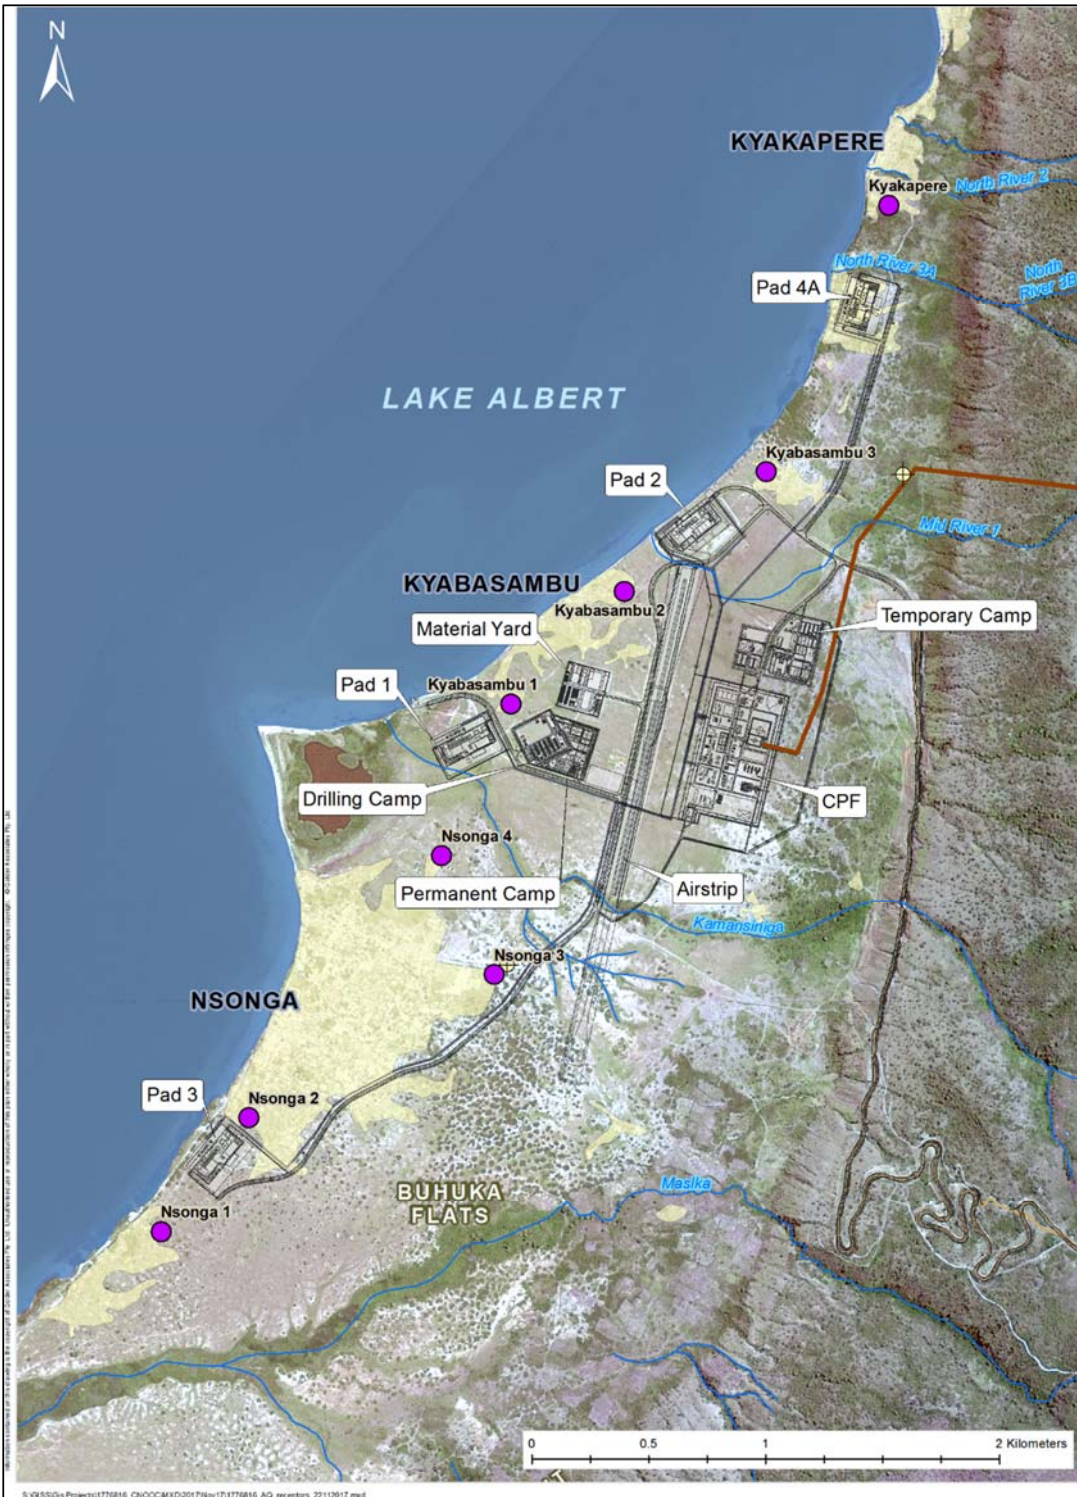 N
KYAKAPERE
Kyakapere
North River 2
North River 3A
North
River 3B
Pad 4A
LAKE ALBERT
Kyabasambu 3
Pad 2
Mid River 1
KYABASAMBU
Kyabasambu 2
Temporary Camp
Material Yard
Kyabasambu 1
Pad 1
Drilling Camp
CPF
Nsonga 4
Permanent Camp
Airstrip
Kamansiniga
Nsonga 3
NSONGA
Pad 3
Nsonga 2
Masika
BUHUKA
FLATS
Nsonga 1
0
0.5
1
2 Kilometers